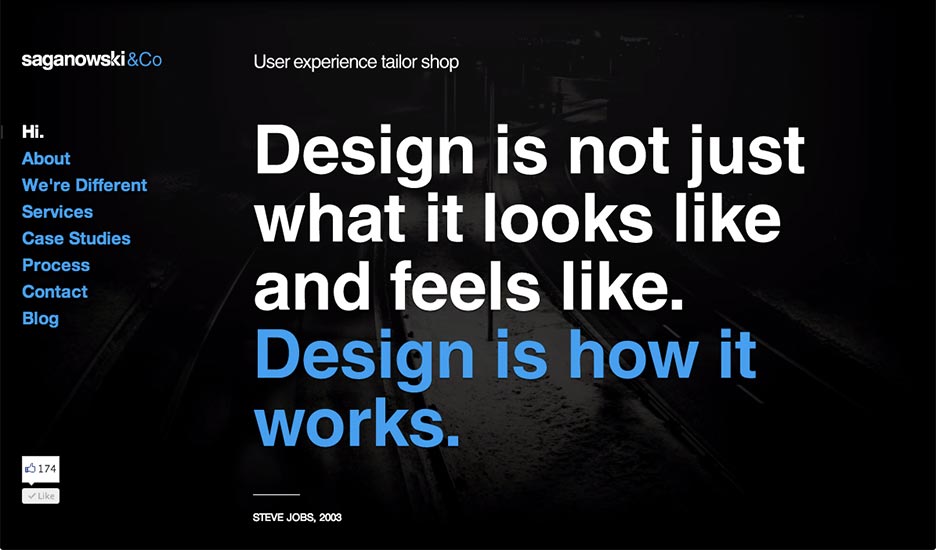 saganowski&Co
User experience tailor shop
Hi.
About
We're Different
Services
Case Studies
Process
Contact
Blog
Design is not just
what it looks like
and feels like.
Design is how it
works.
STEVE JOBS, 2003
174
Like